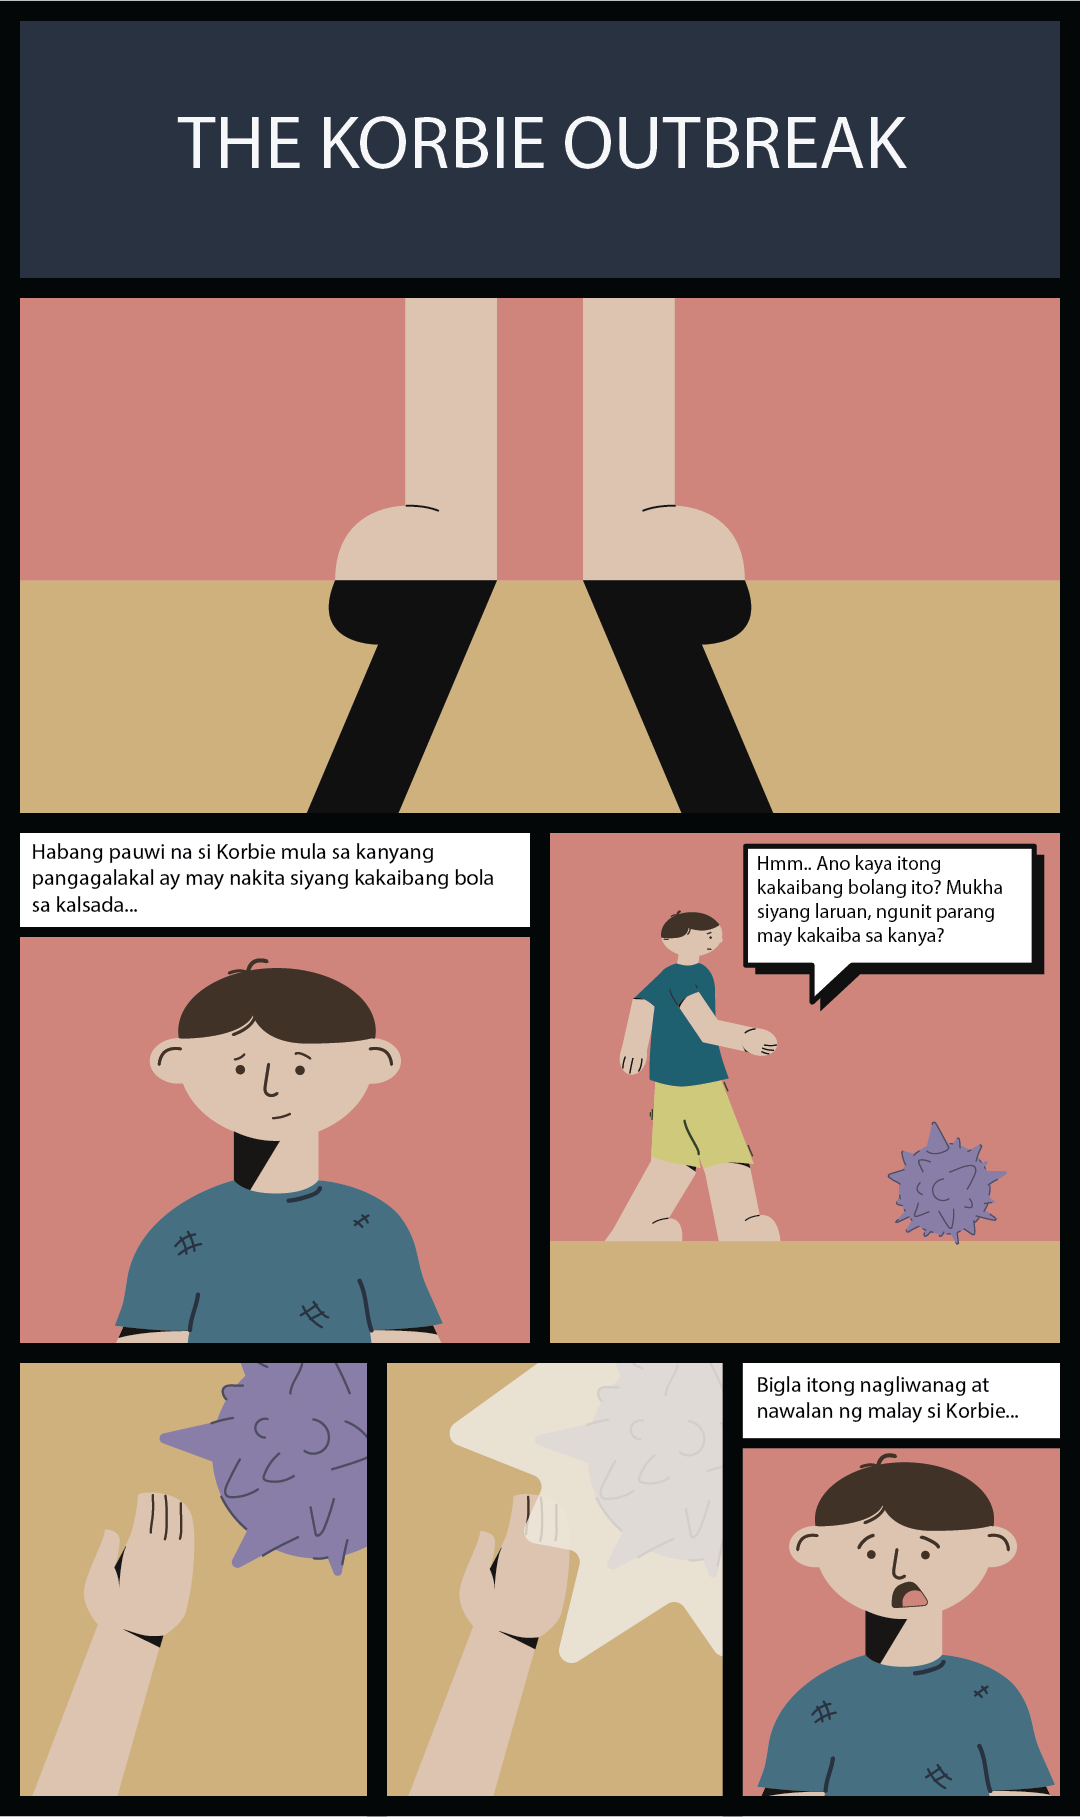 THE KORBIE OUTBREAK
Habang pauwi na si Korbie mula sa kanyang
pangagalakal ay may nakita siyang kakaibang bola
sa kalsada...
Hmm.. Ano kaya itong
kakaibang bolang ito? Mukha
siyang laruan, ngunit parang
may kakaiba sa kanya?
Bigla itong nagliwanag at
nawalan ng malay si Korbie...